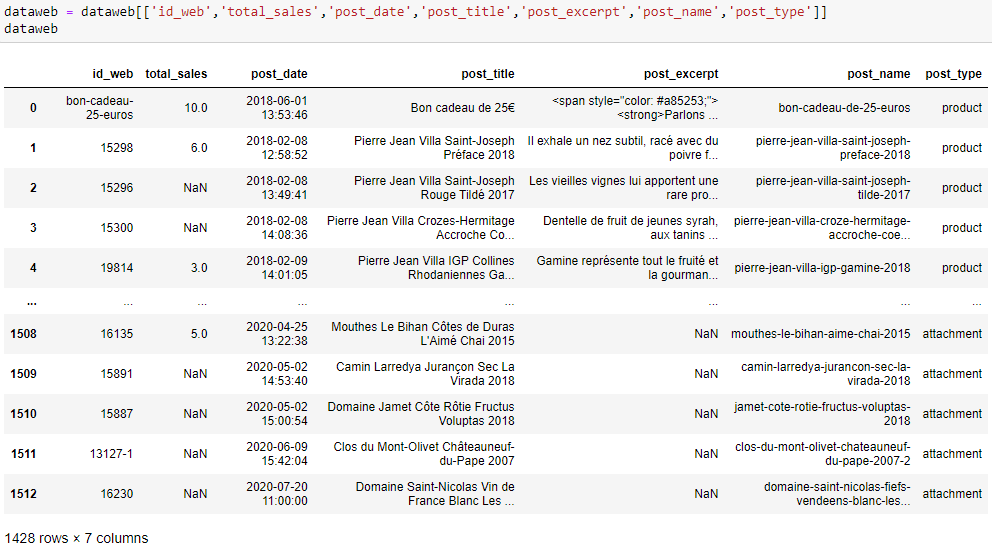 dataweb = dataweb[['id_web','total_sales','post_date','post_title','post_excerpt','post_name','post_type']]
dataweb
id_web total_sales post_date post_title post_excerpt post_name post_type
0 bon-cadeau-25-euros 10.0 2018-06-01 13:53:46 Bon cadeau de 25€ <span style="color: #a85253;"> <strong>Parlons ... bon-cadeau-de-25-euros product
1 15298 6.0 2018-02-08 12:58:52 Pierre Jean Villa Saint-Joseph Préface 2018 Il exhale un nez subtil, racé avec du poivre f... pierre-jean-villa-saint-joseph-preface-2018 product
2 15296 NaN 2018-02-08 13:49:41 Pierre Jean Villa Saint-Joseph Rouge Tildé 2017 Les vieilles vignes lui apportent une rare pro... pierre-jean-villa-saint-joseph-tilde-2017 product
3 15300 NaN 2018-02-08 14:08:36 Pierre Jean Villa Crozes-Hermitage Accroche Co... Dentelle de fruit de jeunes syrah, aux tanins ... pierre-jean-villa-croze-hermitage-accroche-coe... product
4 19814 3.0 2018-02-09 14:01:05 Pierre Jean Villa IGP Collines Rhodaniennes Ga... Gamine représente tout le fruité et la gourman... pierre-jean-villa-igp-gamine-2018 product
... ... ... ... ... ... ... ...
1508 16135 5.0 2020-04-25 13:22:38 Mouthes Le Bihan Côtes de Duras L'Aimé Chai 2015 NaN mouthes-le-bihan-aime-chai-2015 attachment
1509 15891 NaN 2020-05-02 14:53:40 Camin Larredya Jurançon Sec La Virada 2018 NaN camin-larredya-jurancon-sec-la-virada-2018 attachment
1510 15887 NaN 2020-05-02 15:00:54 Domaine Jamet Côte Rôtie Fructus Voluptas 2018 NaN jamet-cote-rotie-fructus-voluptas-2018 attachment
1511 13127-1 NaN 2020-06-09 15:42:04 Clos du Mont-Olivet Châteauneuf-du-Pape 2007 NaN clos-du-mont-olivet-chateauneuf-du-pape-2007-2 attachment
1512 16230 NaN 2020-07-20 11:00:00 Domaine Saint-Nicolas Vin de France Blanc Les ... NaN domaine-saint-nicolas-fiefs-vendeens-blanc-les... attachment
1428 rows × 7 columns